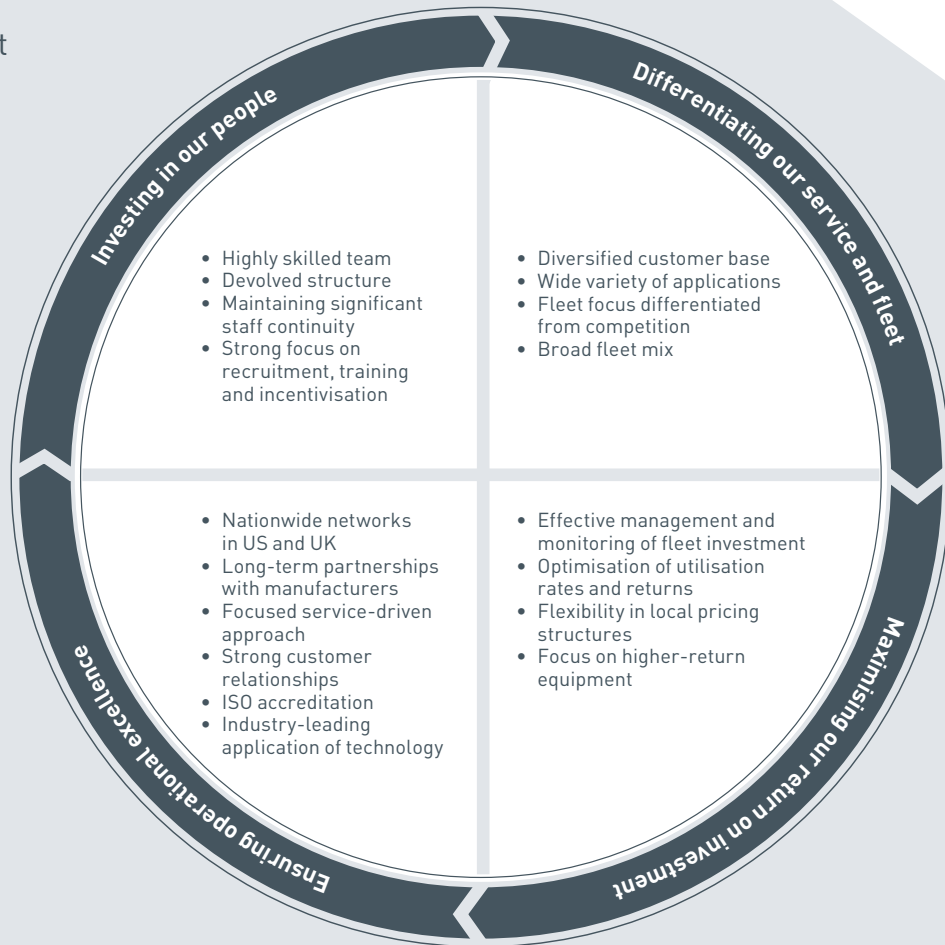 t
Investing in our people
Differentiating our service and fleet
• Highly skilled team
• Devolved structure
• Maintaining significant
staff continuity
• Strong focus on
recruitment, training
and incentivisation
• Diversified customer base
• Wide variety of applications
• Fleet focus differentiated
from competition
• Broad fleet mix
• Nationwide networks
in US and UK
• Long-term partnerships
with manufacturers
• Focused service-driven
approach
• Strong customer
relationships
• ISO accreditation
• Industry-leading
application of technology
• Effective management and
monitoring of fleet investment
• Optimisation of utilisation
rates and returns
• Flexibility in local pricing
structures
• Focus on higher-return
equipment
Ensuring operational excellence
Maximising our return on investment